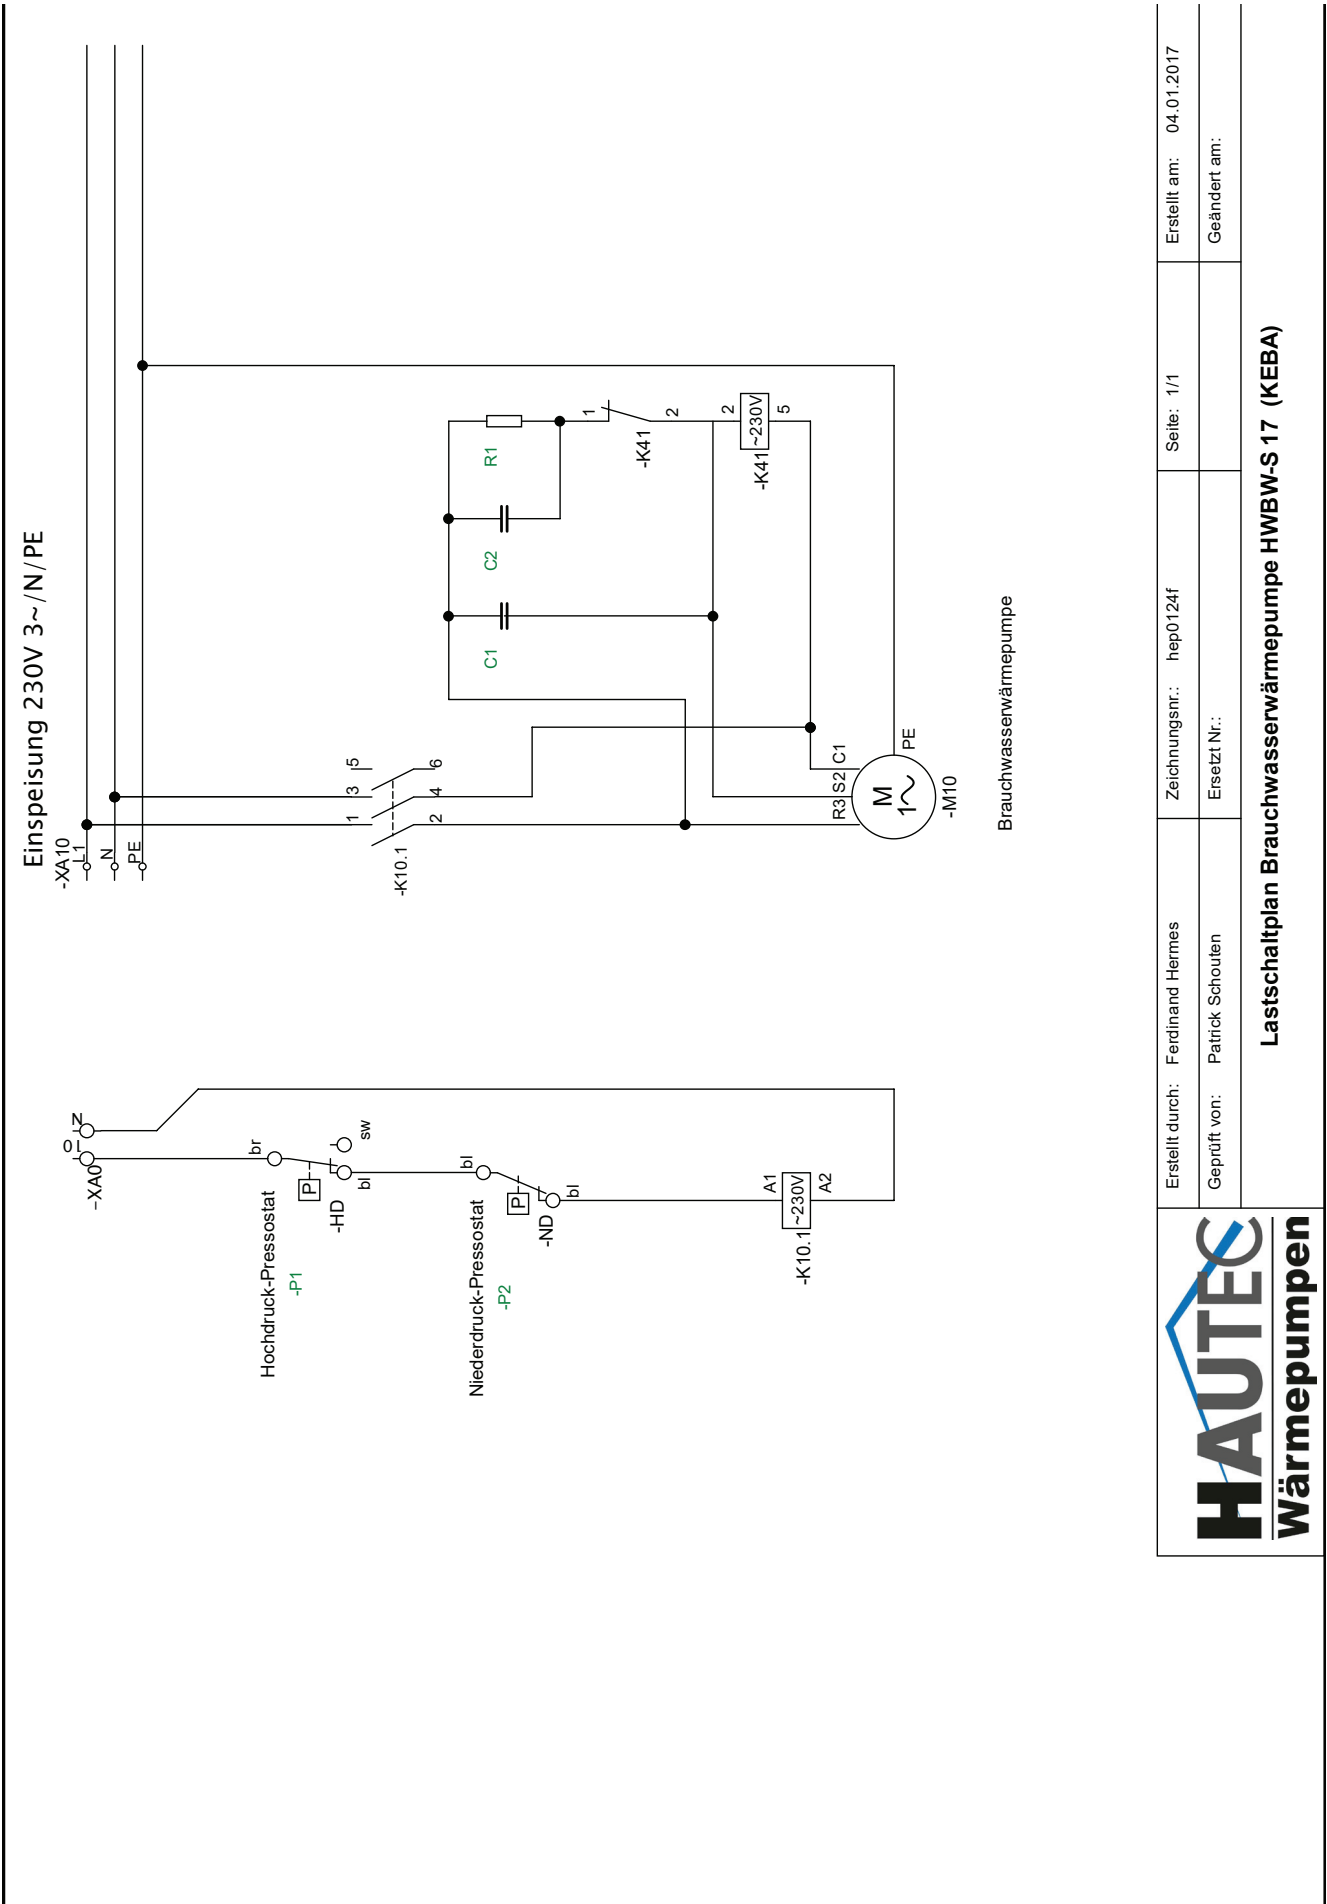 Einspeisung 230V 3~/N/PE
-XA10
L1
N
PE
1
3
5
2
4
6
-K10.1
C1
C2
R1
1
2
-K41
2
5
~230V
-K41
R3
S2
C1
PE
M
1
-M10
Brauchwasserwärmepumpe
N
10
-XA0
br
sw
bl
P
-HD
Hochdruck-Pressostat
-P1
bl
bl
P
-ND
Niederdruck-Pressostat
-P2
A1
A2
~230V
-K10.1
HAUTEC
Wärmepumpen
Erstellt durch: Ferdinand Hermes
Zeichnungsnr.: hep0124f
Seite: 1/1
Erstellt am: 04.01.2017
Geprüft von: Patrick Schouten
Ersetzt Nr.:
Geändert am:
Lastschaltplan Brauchwasserwärmepumpe HWBW-S 17 (KEBA)